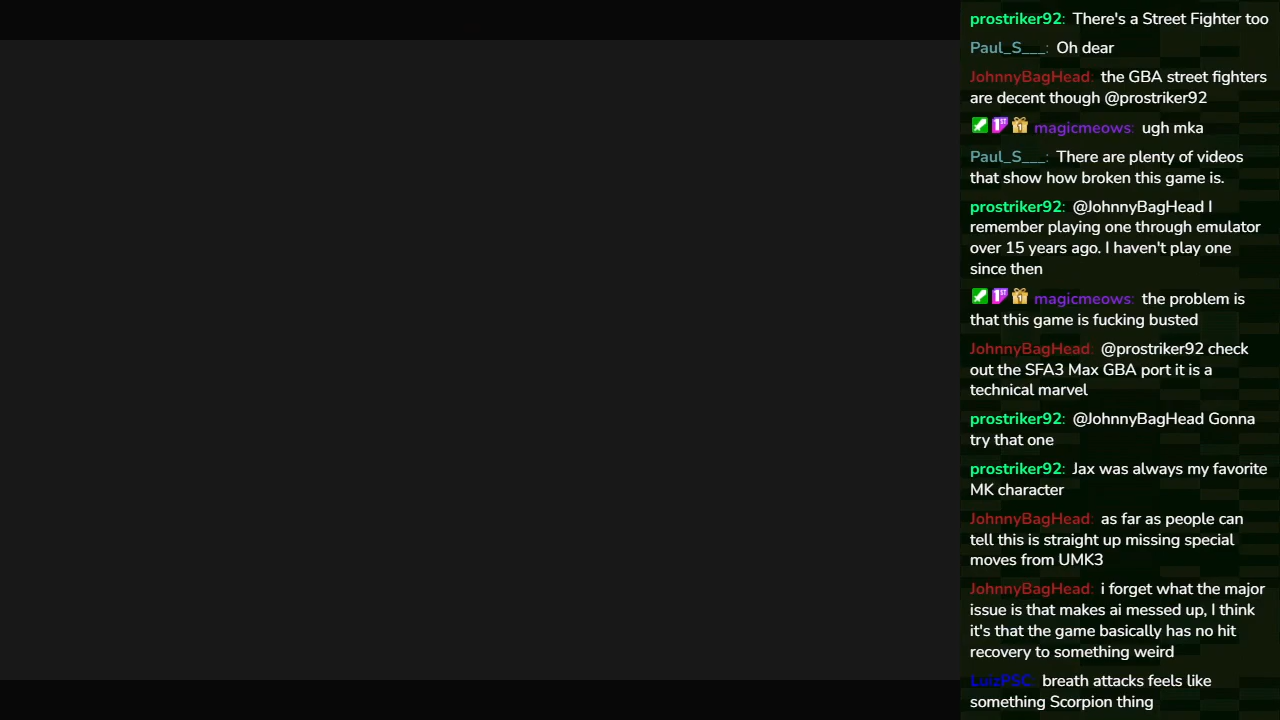 prostriker92: There's a Street Fighter too
Paul_S___: Oh dear
JohnnyBagHead: the GBA street fighters
are decent though @prostriker92
magicmeows: ugh mka
Paul_S___: There are plenty of videos
that show how broken this game is.
prostriker92: @JohnnyBagHead I
remember playing one through emulator
over 15 years ago. I haven't play one
since then
magicmeows: the problem is
that this game is fucking busted
JohnnyBagHead: @prostriker92 check
out the SFA3 Max GBA port it is a
technical marvel
prostriker92: @JohnnyBagHead Gonna
try that one
prostriker92: Jax was always my favorite
MK character
JohnnyBagHead: as far as people can
tell this is straight up missing special
moves from UMK3
JohnnyBagHead: i forget what the major
issue is that makes ai messed up, I think
it's that the game basically has no hit
recovery to something weird
LuizPSC: breath attacks feels like
something Scorpion thing